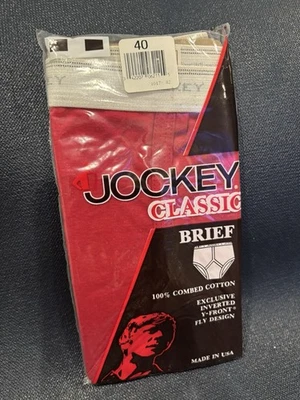 40
JOCKEY
CLASSIC
BRIEF
100% COMBED COTTON
EXCLUSIVE
INVERTED
Y-FRONT®
FLY DESIGN
MADE IN USA